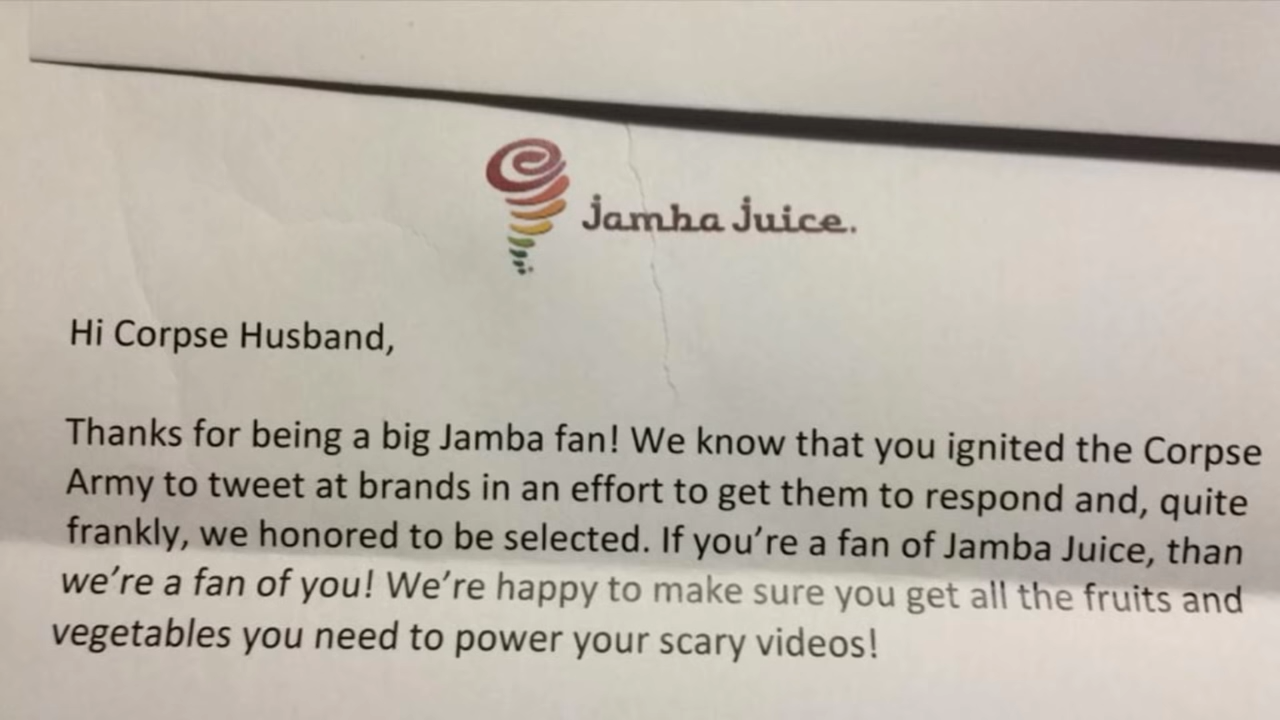 jamba juice.
Hi Corpse Husband,
Thanks for being a big Jamba fan! We know that you ignited the Corpse
Army to tweet at brands in an effort to get them to respond and, quite
frankly, we honored to be selected. If you're a fan of Jamba Juice, than
we're a fan of you! We're happy to make sure you get all the fruits and
vegetables you need to power your scary videos!